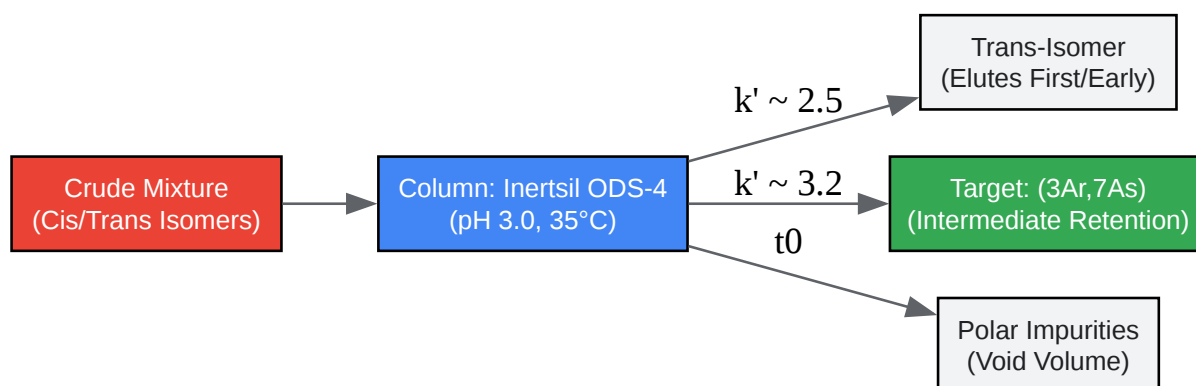 Crude Mixture
(Cis/Trans Isomers)
Column: Inertsil ODS-4
(pH 3.0, 35°C)
k' ~ 2.5
k' ~ 3.2
t0
Trans-Isomer
(Elutes First/Early)
Target: (3Ar,7As)
(Intermediate Retention)
Polar Impurities
(Void Volume)